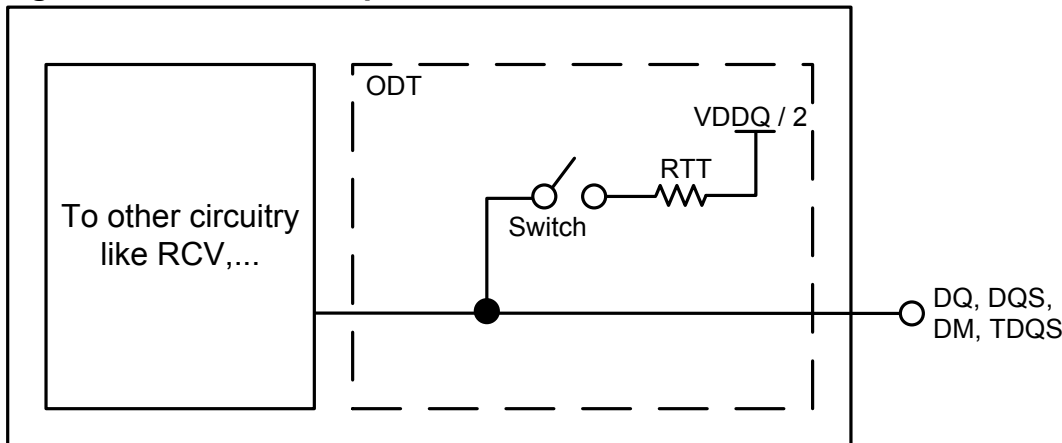 ODT
VDDQ / 2
RTT
Switch
To other circuitry
like RCV,...
DQ, DQS,
DM, TDQS